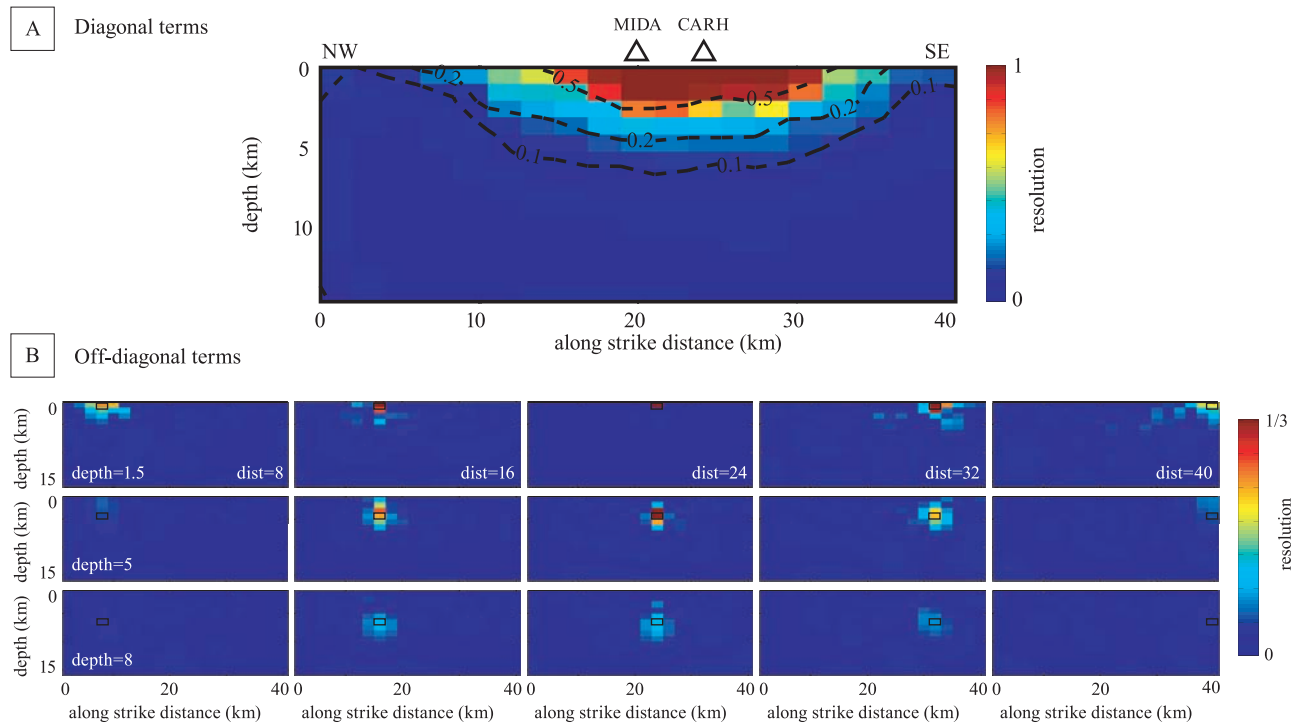 A Diagonal terms
MIDA CARH
NW SE
0 5 10
depth (km)
0.5 0.5
0.2 0.2 0.2
0.1 0.1 0.1
0 10 20 30 40
along strike distance (km)
1
resolution
0
B Off-diagonal terms
0
depth (km)
15
depth=1.5 dist=8 dist=16 dist=24 dist=32 dist=40
0
depth (km)
15
depth=5
0
depth (km)
15
depth=8
0 20 40 0 20 40 0 20 40 0 20 40 0 20 40
along strike distance (km) along strike distance (km) along strike distance (km) along strike distance (km) along strike distance (km)
1/3
resolution
0